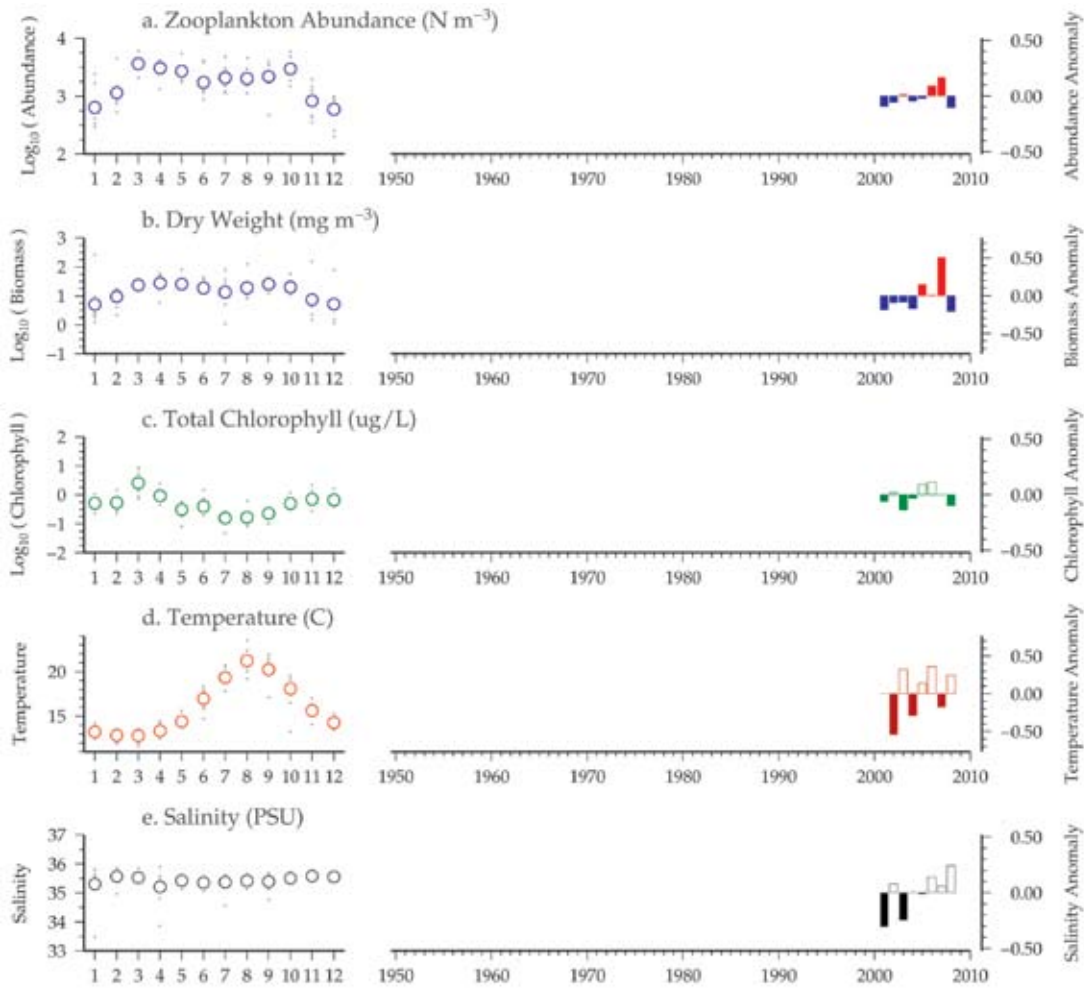 a. Zooplankton Abundance (N m⁻³)
Log₁₀ ( Abundance )
4
3
2
1 2 3 4 5 6 7 8 9 10 11 12
1950 1960 1970 1980 1990 2000 2010
0.50
0.00
−0.50
Abundance Anomaly
b. Dry Weight (mg m⁻³)
Log₁₀ ( Biomass )
3
2
1
0
−1
1 2 3 4 5 6 7 8 9 10 11 12
1950 1960 1970 1980 1990 2000 2010
0.50
0.00
−0.50
Biomass Anomaly
c. Total Chlorophyll (ug/L)
Log₁₀ ( Chlorophyll )
2
1
0
−1
−2
1 2 3 4 5 6 7 8 9 10 11 12
1950 1960 1970 1980 1990 2000 2010
0.50
0.00
−0.50
Chlorophyll Anomaly
d. Temperature (C)
Temperature
20
15
1 2 3 4 5 6 7 8 9 10 11 12
1950 1960 1970 1980 1990 2000 2010
0.50
0.00
−0.50
Temperature Anomaly
e. Salinity (PSU)
Salinity
37
36
35
34
33
1 2 3 4 5 6 7 8 9 10 11 12
1950 1960 1970 1980 1990 2000 2010
0.50
0.00
−0.50
Salinity Anomaly